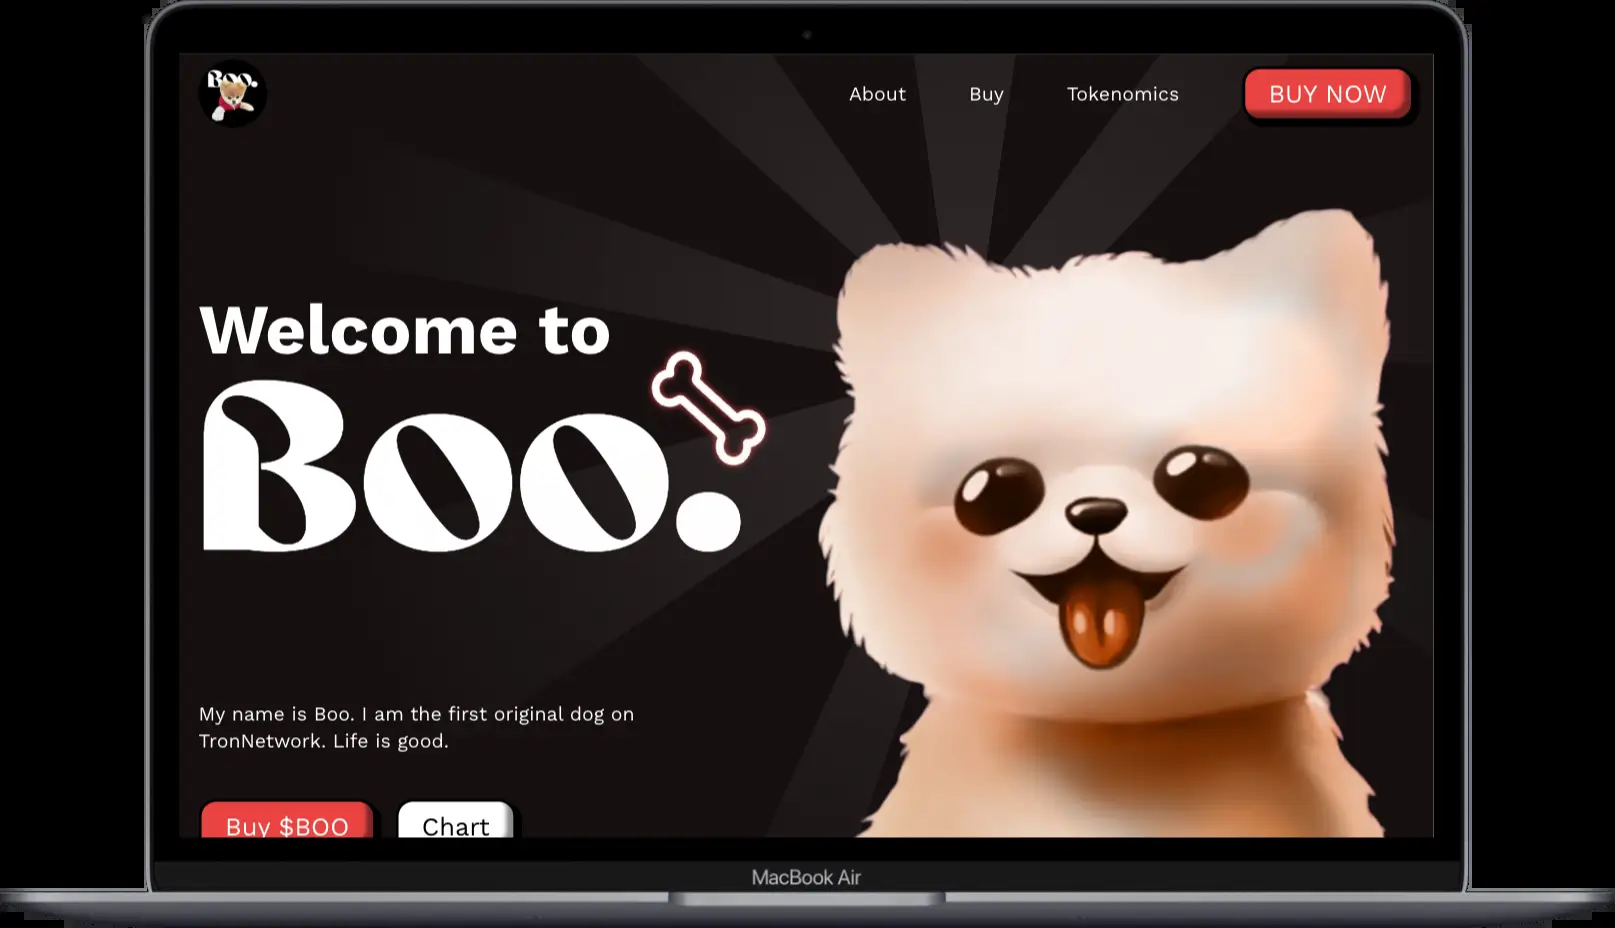 Boo.
About
Buy
Tokenomics
BUY NOW
Welcome to
Boo.
My name is Boo. I am the first original dog on
TronNetwork. Life is good.
Buy $BOO
Chart
MacBook Air